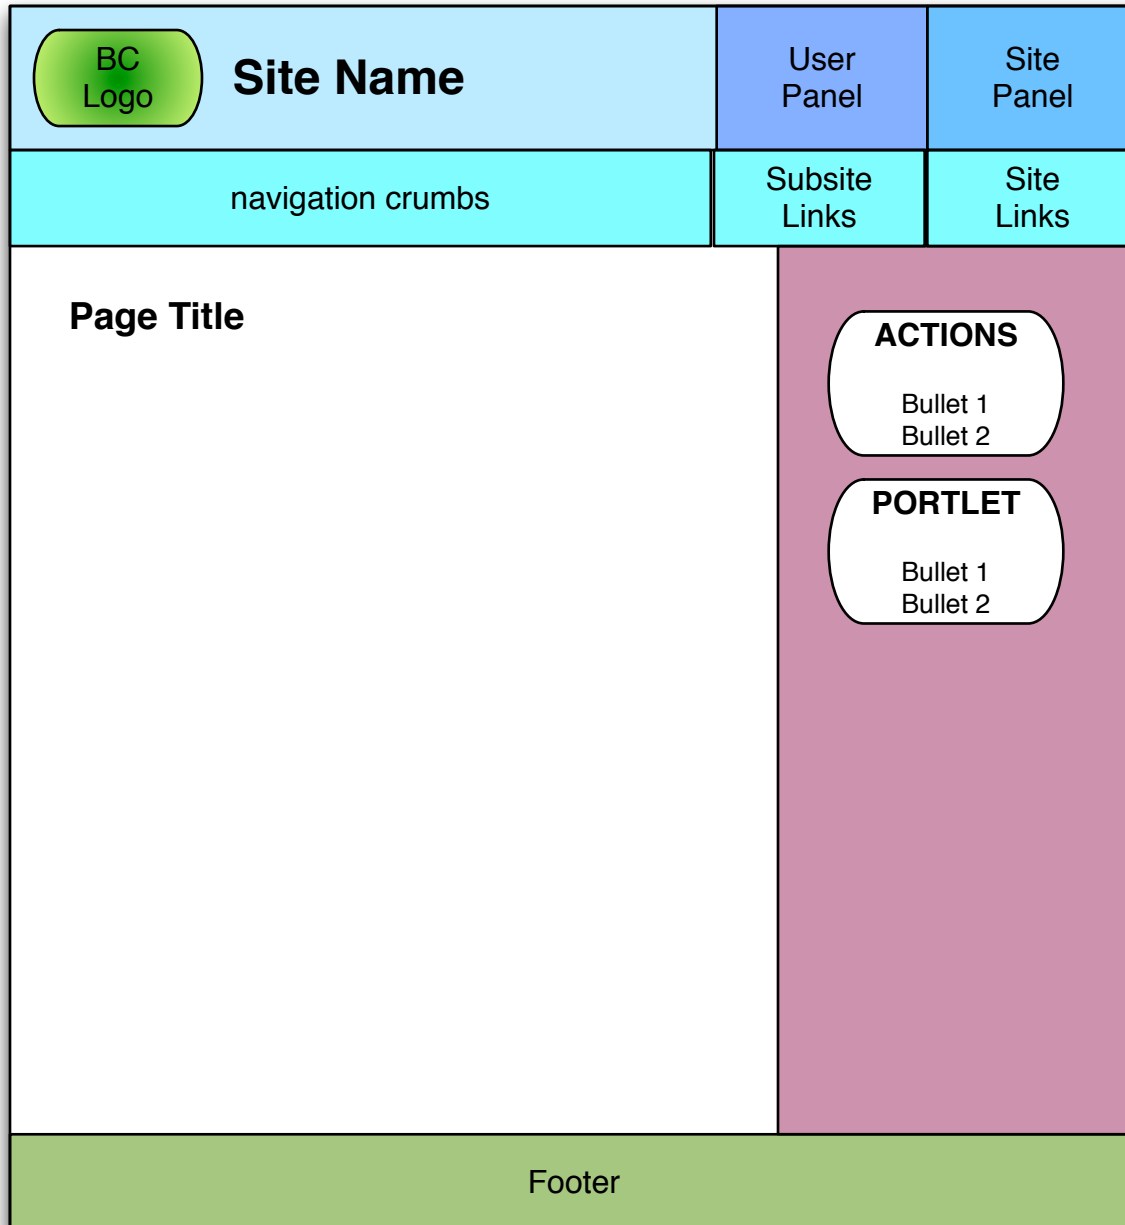 BC
Logo
Site Name
User
Panel
Site
Panel
navigation crumbs
Subsite
Links
Site
Links
Page Title
ACTIONS
Bullet 1
Bullet 2
PORTLET
Bullet 1
Bullet 2
Footer